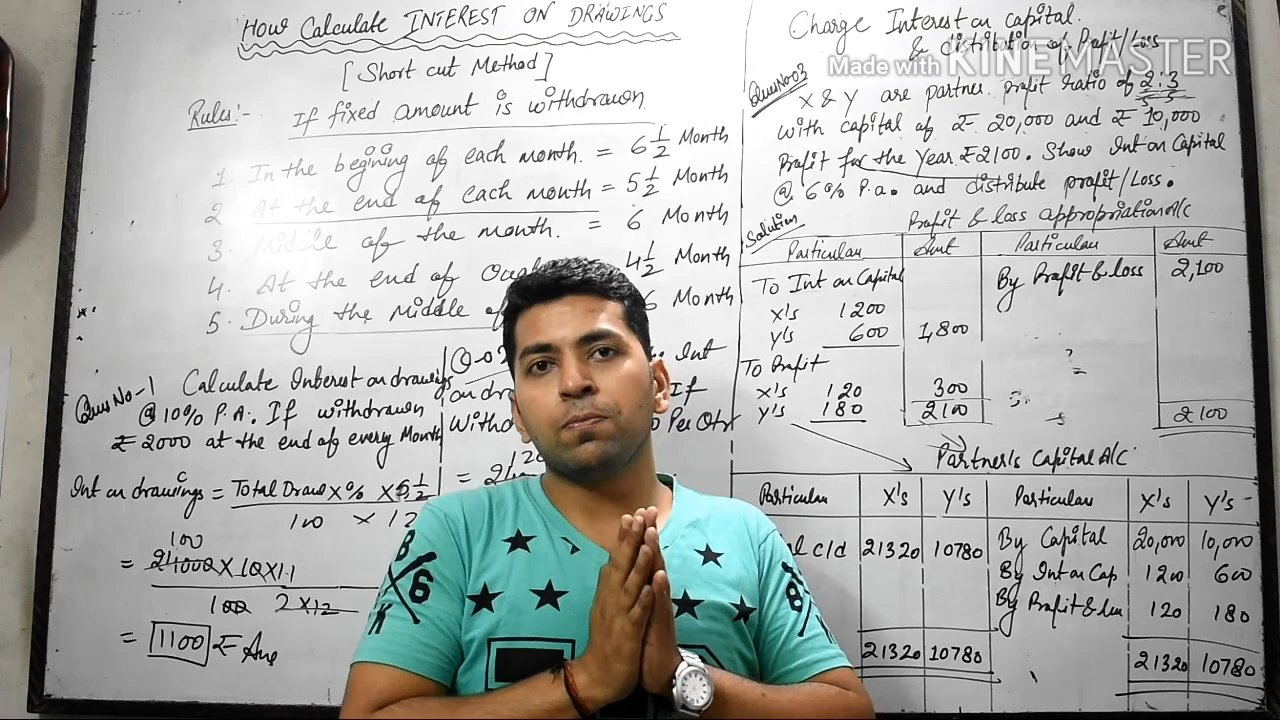 HOW Calculate INTEREST ON DRAWINGS
[Short cut Method]
Rules:- If fixed amount is withdrawn
1. In the begining of each month. = 6 1/2 Month
2. At the end of each month = 5 1/2 Month
3. Middle of the month. = 6 Month
4. At the end of 4 1/2 Month
5. During the Middle of 6 Month
Ques No-1 Calculate Interest on drawings
@ 10% P.A. If withdrawn
₹ 2000 at the end of every Month
Int on drawings = Total Draw x % x 5 1/2
100 x 12
100
= 24000 x 10 x 11
100 2 x 12
= 1100 ₹ Ans
Int
on
If
Per Qtr
Charge Interest on capital.
& distribution of Profit/Loss
Made with KINEMASTER
Ques No 03
X & Y are partner profit ratio of 2:3
5 5
with capital of ₹ 20,000 and ₹ 10,000
Profit for the Year ₹ 2100. Show Int on Capital
@ 6% P.a. and distribute profit/Loss.
Solution Profit & loss appropriation A/c
Particular Amt Particular Amt
To Int on Capital By Profit & loss 2,100
X's 1200
Y's 600 1,800
To Profit
X's 120 300
Y's 180 2100 2100
Partner's Capital A/C
Particular X's Y's Particular X's Y's
c/d 21320 10780 By Capital 20,000 10,000
By Int on Cap 1200 600
By Profit & 120 180
21320 10780 21320 10780
B
6
K
B